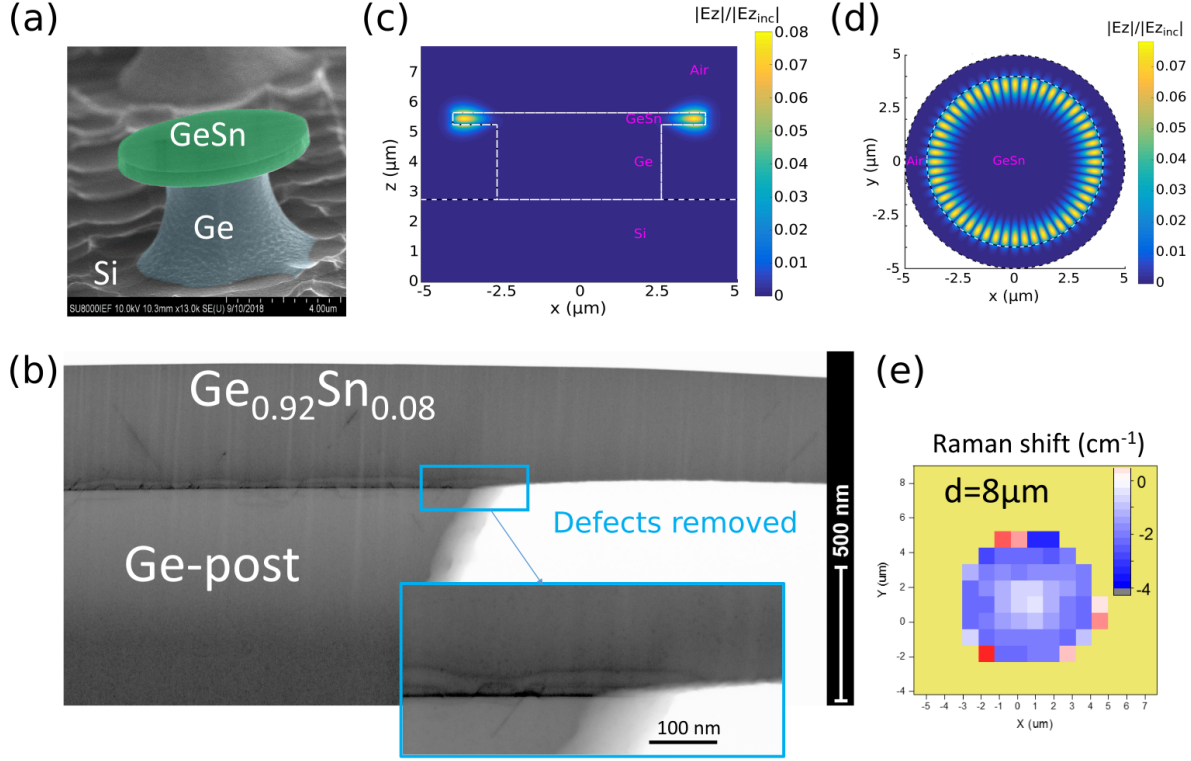 (a)
GeSn
Ge
Si
SU8000IEF 10.0kV 10.3mm x13.0k SE(U) 9/10/2018
4.00um
(c)
|Ez|/|Ez_inc|
0.08
0.07
0.06
0.05
0.04
0.03
0.02
0.01
0
Air
GeSn
Ge
Si
z (μm)
7
6
5
4
3
2
1
0
-5
-2.5
0
2.5
5
x (μm)
(d)
|Ez|/|Ez_inc|
0.07
0.06
0.05
0.04
0.03
0.02
0.01
0
Air
GeSn
y (μm)
5
2.5
0
-2.5
-5
-5
-2.5
0
2.5
5
x (μm)
(b)
Ge0.92Sn0.08
Defects removed
Ge-post
500 nm
100 nm
(e)
Raman shift (cm-1)
d=8μm
0
-2
-4
Y (um)
8
6
4
2
0
-2
-4
-5
-4
-3
-2
-1
0
1
2
3
4
5
6
7
X (um)